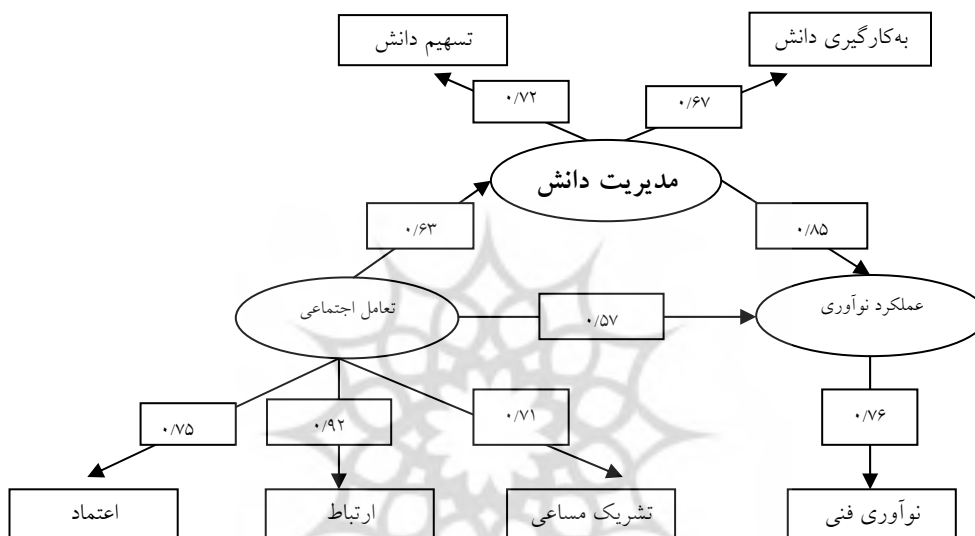 به‌کارگیری دانش
تسهیم دانش
۰/۶۷
۰/۷۲
مدیریت دانش
۰/۸۵
۰/۶۳
عملکرد نوآوری
تعامل اجتماعی
۰/۵۷
۰/۷۶
۰/۷۱
۰/۹۲
۰/۷۵
نوآوری فنی
تشریک مساعی
ارتباط
اعتماد